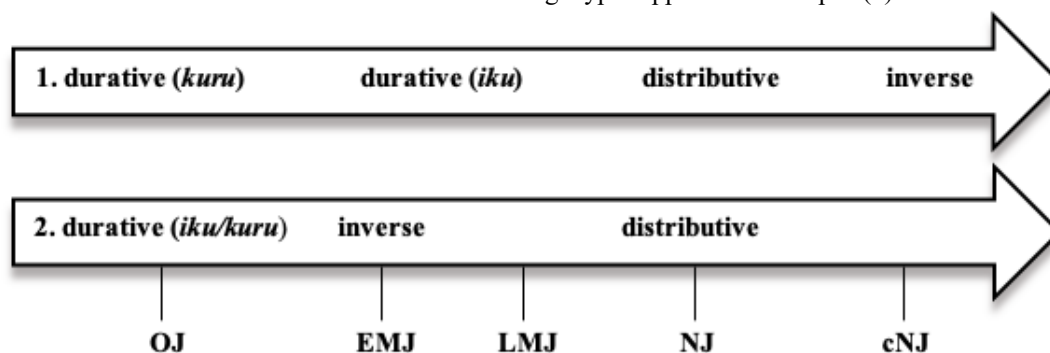 1. durative (kuru) durative (iku) distributive inverse
2. durative (iku/kuru) inverse distributive
OJ EMJ LMJ NJ cNJ